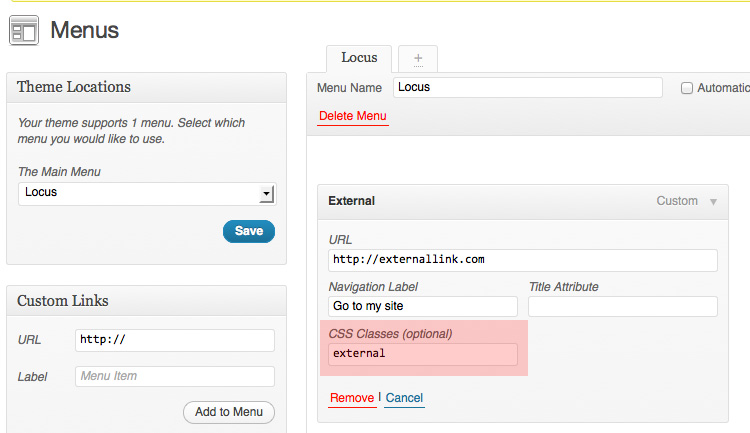 Menus
Locus
+
Theme Locations
Your theme supports 1 menu. Select which
menu you would like to use.
The Main Menu
Locus
Save
Custom Links
URL http://
Label Menu Item
Add to Menu
Menu Name Locus Automatic
Delete Menu
External Custom
URL
http://externallink.com
Navigation Label Title Attribute
Go to my site
CSS Classes (optional)
external
Remove | Cancel